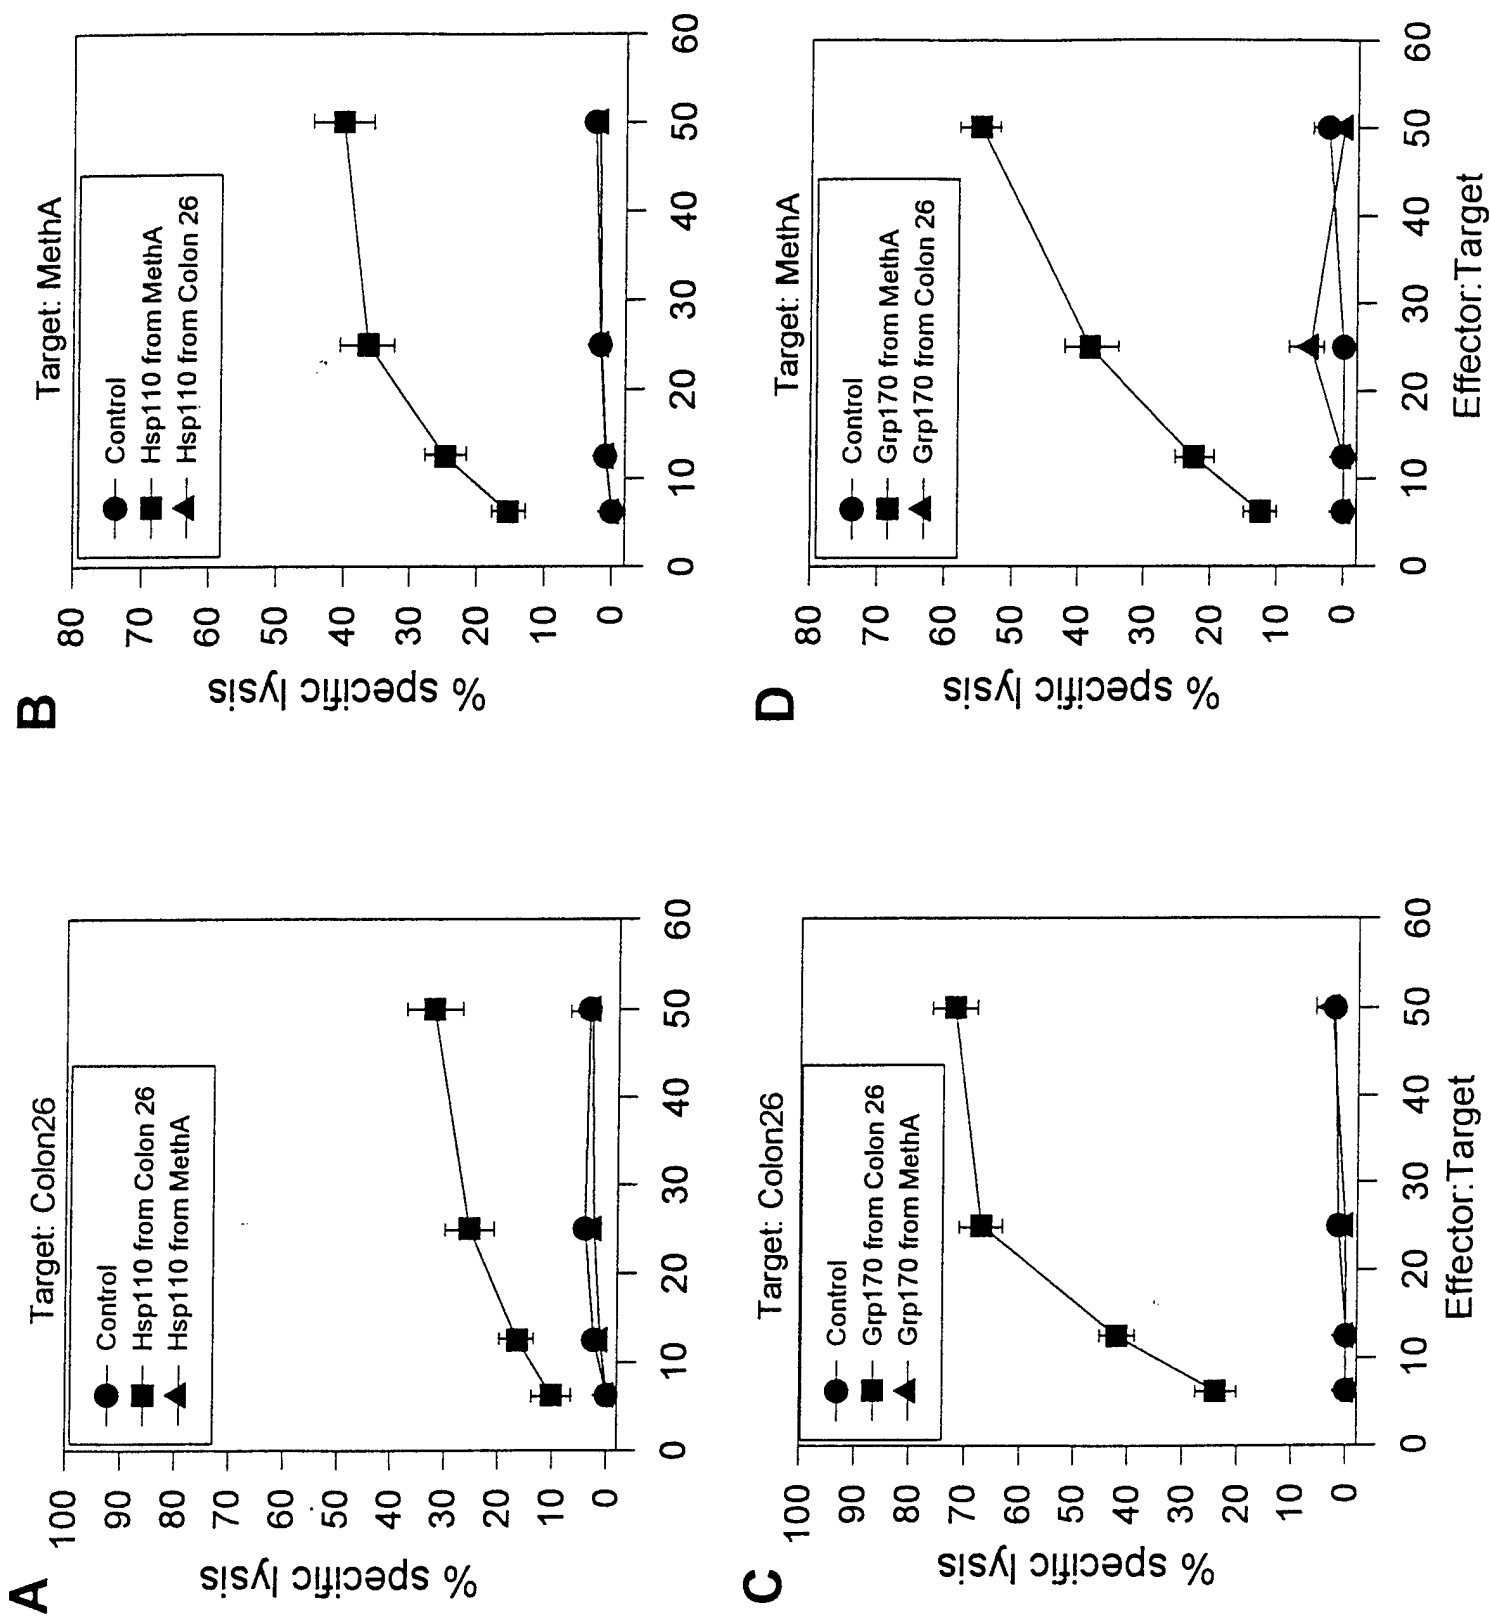 A
Target: Colon26
% specific lysis
100
90
80
70
60
50
40
30
20
10
0
Control
Hsp110 from Colon 26
Hsp110 from MethA
0 10 20 30 40 50 60
B
Target: MethA
% specific lysis
80
70
60
50
40
30
20
10
0
Control
Hsp110 from MethA
Hsp110 from Colon 26
0 10 20 30 40 50 60
C
Target: Colon26
% specific lysis
100
90
80
70
60
50
40
30
20
10
0
Control
Grp170 from Colon 26
Grp170 from MethA
0 10 20 30 40 50 60
Effector:Target
D
Target: MethA
% specific lysis
80
70
60
50
40
30
20
10
0
Control
Grp170 from MethA
Grp170 from Colon 26
0 10 20 30 40 50 60
Effector:Target